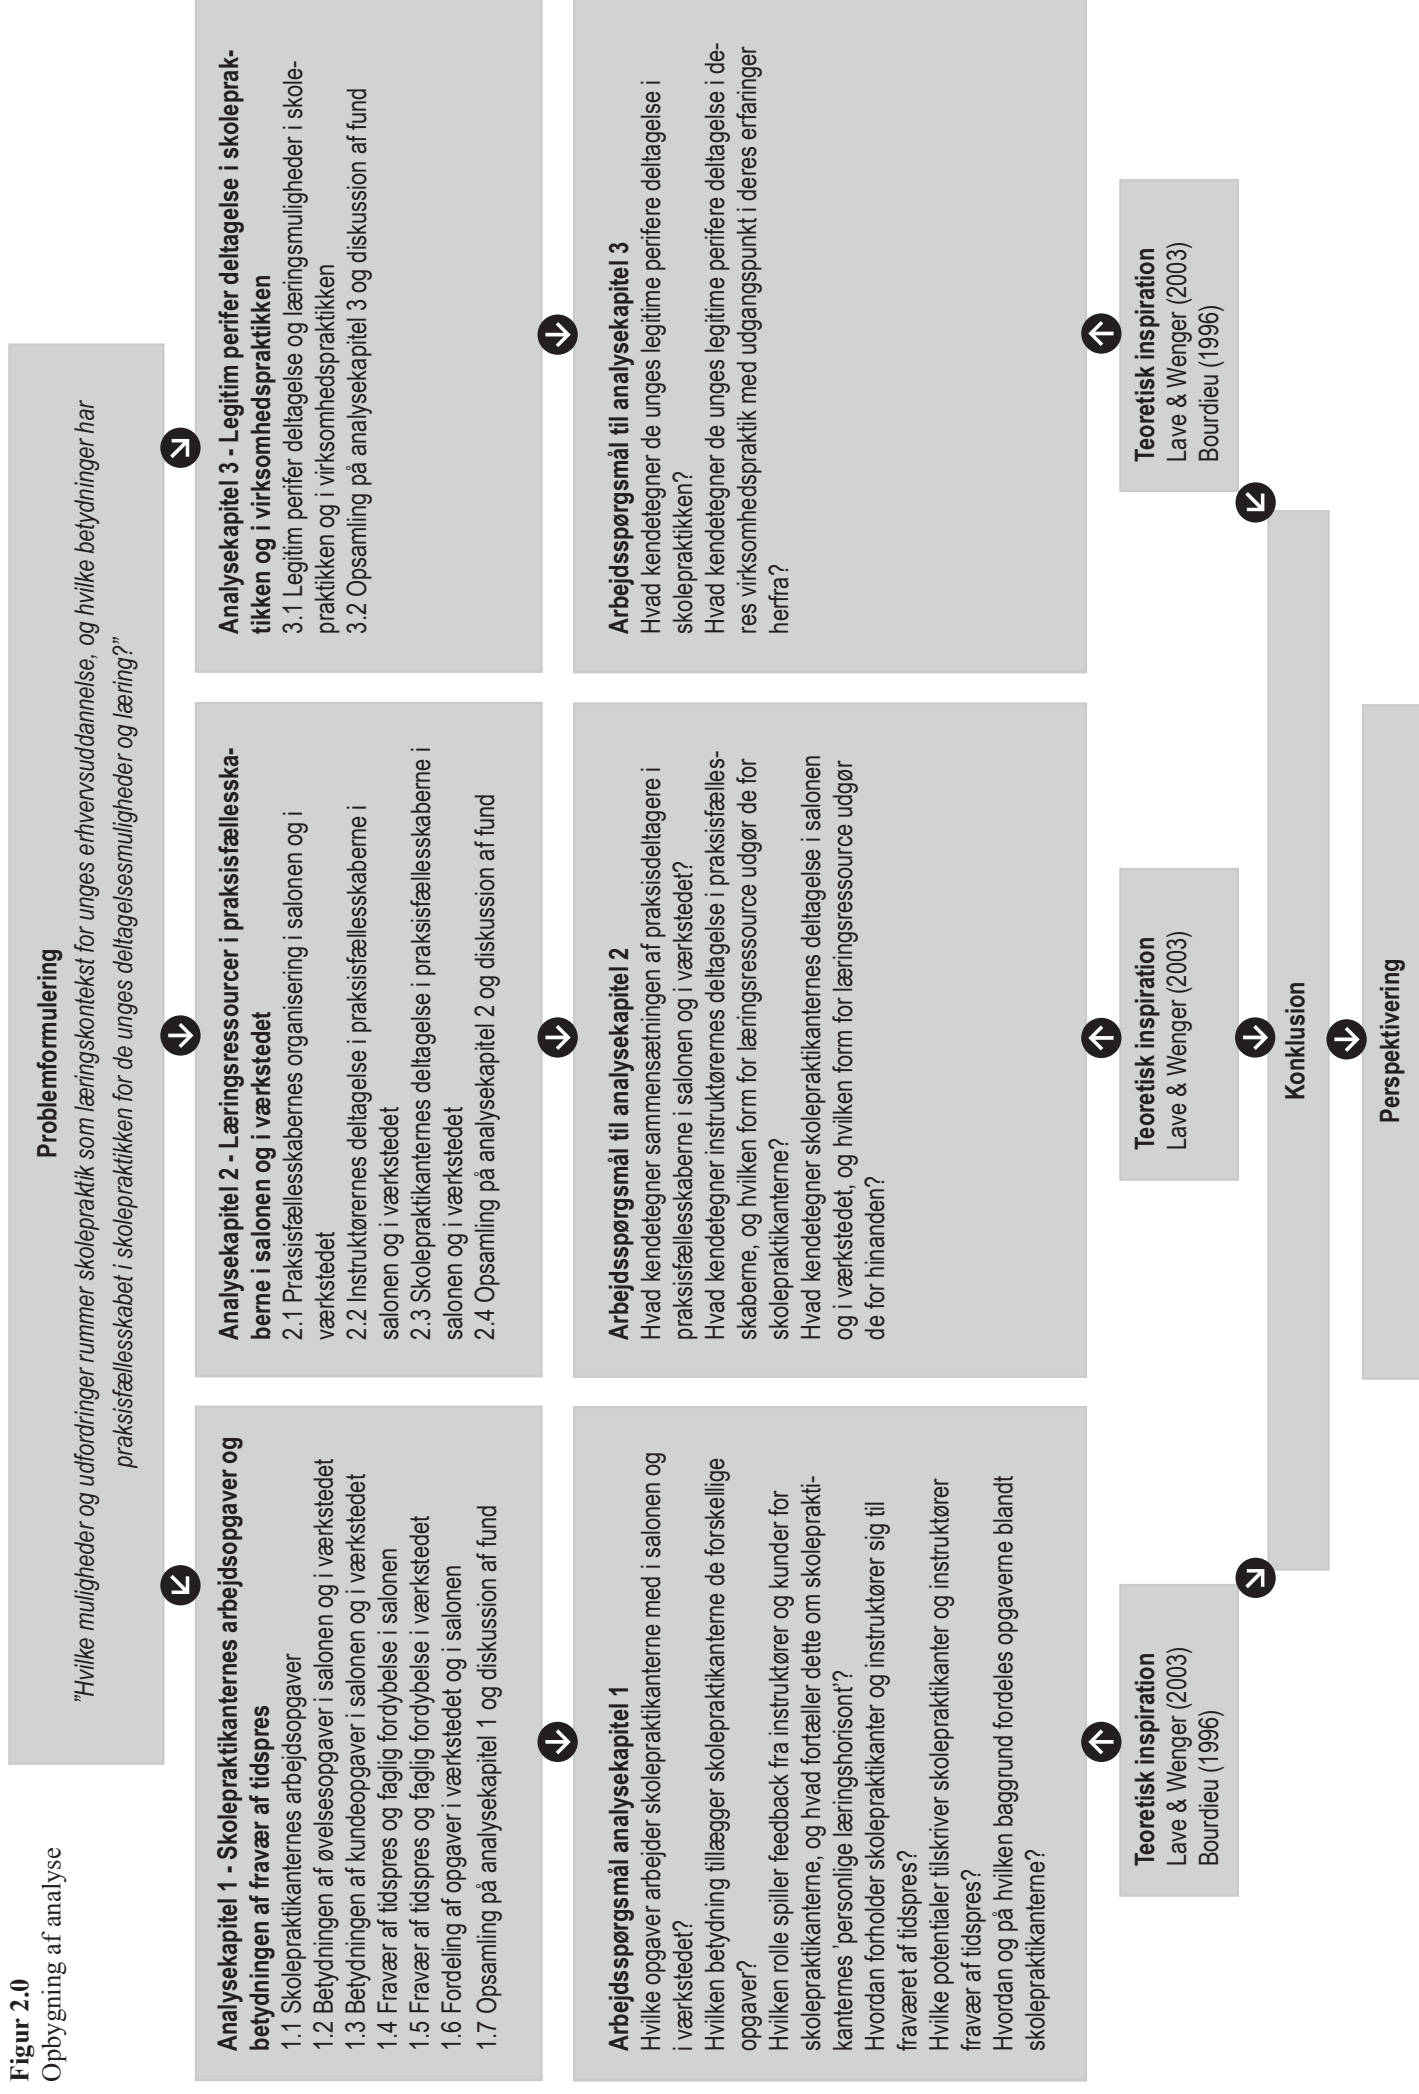 Figur 2.0
Opbygning af analyse
Problemformulering
”Hvilke muligheder og udfordringer rummer skolepraktik som læringskontekst for unges erhvervsuddannelse, og hvilke betydninger har
praksisfællesskabet i skolepraktikken for de unges deltagelsesmuligheder og læring?”
Analysekapitel 1 - Skolepraktikanternes arbejdsopgaver og
betydningen af fravær af tidspres
1.1 Skolepraktikanternes arbejdsopgaver
1.2 Betydningen af øvelsesopgaver i salonen og i værkstedet
1.3 Betydningen af kundeopgaver i salonen og i værkstedet
1.4 Fravær af tidspres og faglig fordybelse i salonen
1.5 Fravær af tidspres og faglig fordybelse i værkstedet
1.6 Fordeling af opgaver i værkstedet og i salonen
1.7 Opsamling på analysekapitel 1 og diskussion af fund
Analysekapitel 2 - Læringsressourcer i praksisfællesska-
berne i salonen og i værkstedet
2.1 Praksisfællesskabernes organisering i salonen og i
værkstedet
2.2 Instruktørernes deltagelse i praksisfællesskaberne i
salonen og i værkstedet
2.3 Skolepraktikanternes deltagelse i praksisfællesskaberne i
salonen og i værkstedet
2.4 Opsamling på analysekapitel 2 og diskussion af fund
Analysekapitel 3 - Legitim perifer deltagelse i skoleprak-
tikken og i virksomhedspraktikken
3.1 Legitim perifer deltagelse og læringsmuligheder i skole-
praktikken og i virksomhedspraktikken
3.2 Opsamling på analysekapitel 3 og diskussion af fund
Arbejdsspørgsmål analysekapitel 1
Hvilke opgaver arbejder skolepraktikanterne med i salonen og
i værkstedet?
Hvilken betydning tillægger skolepraktikanterne de forskellige
opgaver?
Hvilken rolle spiller feedback fra instruktører og kunder for
skolepraktikanterne, og hvad fortæller dette om skoleprakti-
kanternes ’personlige læringshorisont’?
Hvordan forholder skolepraktikanter og instruktører sig til
fraværet af tidspres?
Hvilke potentialer tilskriver skolepraktikanter og instruktører
fravær af tidspres?
Hvordan og på hvilken baggrund fordeles opgaverne blandt
skolepraktikanterne?
Arbejdsspørgsmål til analysekapitel 2
Hvad kendetegner sammensætningen af praksisdeltagere i
praksisfællesskaberne i salonen og i værkstedet?
Hvad kendetegner instruktørernes deltagelse i praksisfælles-
skaberne, og hvilken form for læringsressource udgør de for
skolepraktikanterne?
Hvad kendetegner skolepraktikanternes deltagelse i salonen
og i værkstedet, og hvilken form for læringsressource udgør
de for hinanden?
Arbejdsspørgsmål til analysekapitel 3
Hvad kendetegner de unges legitime perifere deltagelse i
skolepraktikken?
Hvad kendetegner de unges legitime perifere deltagelse i de-
res virksomhedspraktik med udgangspunkt i deres erfaringer
herfra?
Teoretisk inspiration
Lave & Wenger (2003)
Bourdieu (1996)
Teoretisk inspiration
Lave & Wenger (2003)
Teoretisk inspiration
Lave & Wenger (2003)
Bourdieu (1996)
Konklusion
Perspektivering